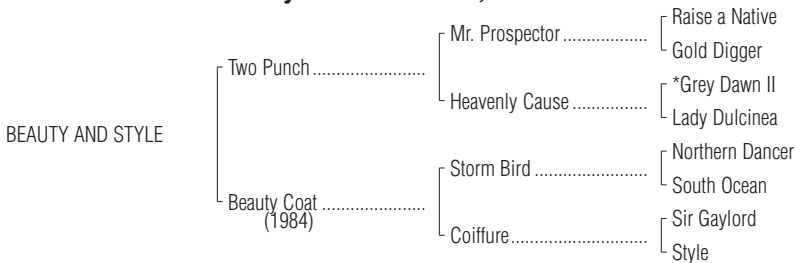 Raise a Native
Mr. Prospector
Gold Digger
Two Punch
*Grey Dawn II
Heavenly Cause
Lady Dulcinea
BEAUTY AND STYLE
Northern Dancer
Storm Bird
South Ocean
Beauty Coat
(1984)
Sir Gaylord
Coiffure
Style